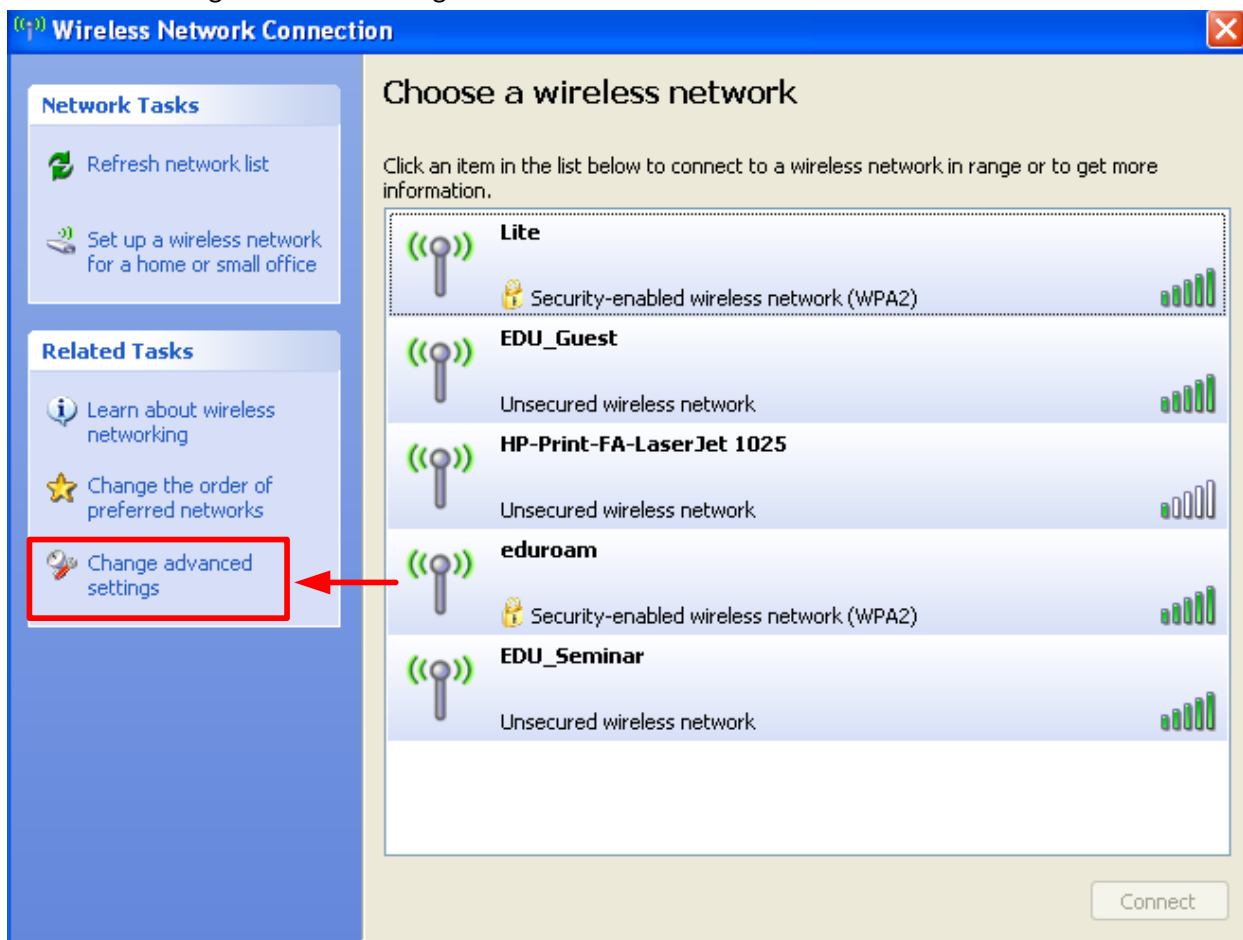 Wireless Network Connection
Network Tasks
Refresh network list
Set up a wireless network
for a home or small office
Related Tasks
Learn about wireless
networking
Change the order of
preferred networks
Change advanced
settings
Choose a wireless network
Click an item in the list below to connect to a wireless network in range or to get more
information.
Lite
Security-enabled wireless network (WPA2)
EDU_Guest
Unsecured wireless network
HP-Print-FA-LaserJet 1025
Unsecured wireless network
eduroam
Security-enabled wireless network (WPA2)
EDU_Seminar
Unsecured wireless network
Connect